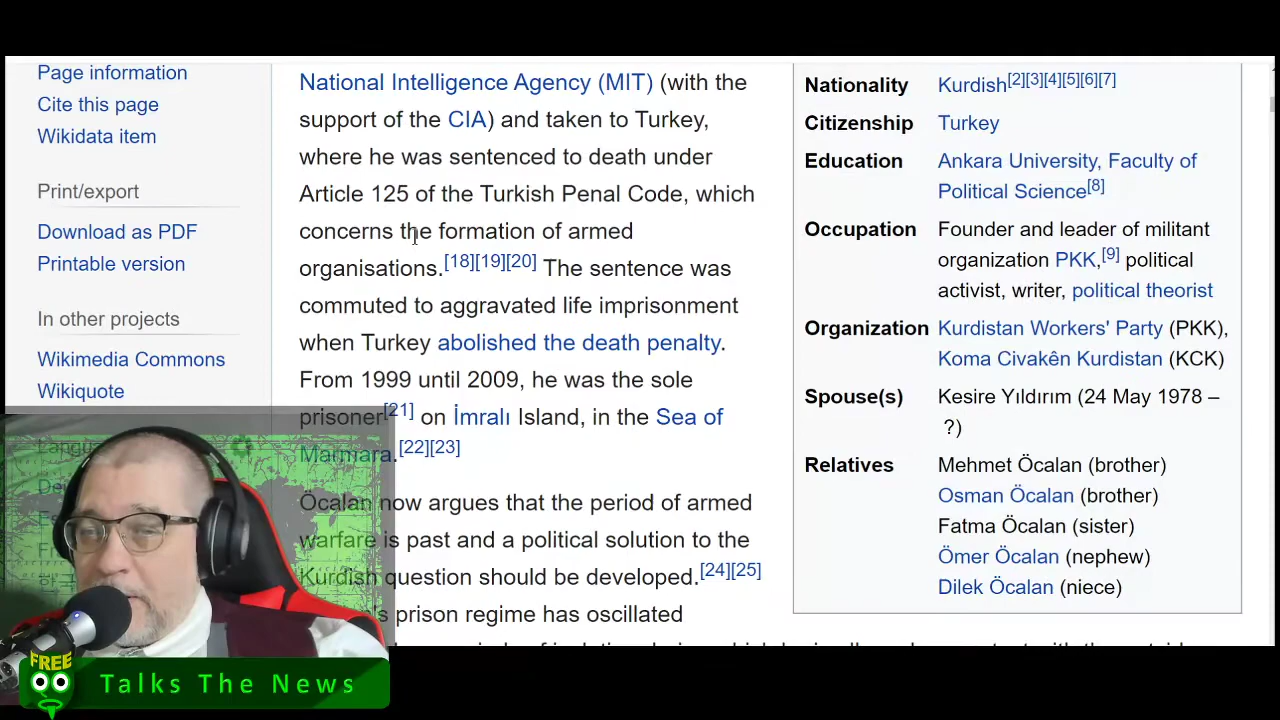 Page information
Cite this page
Wikidata item
Print/export
Download as PDF
Printable version
In other projects
Wikimedia Commons
Wikiquote
National Intelligence Agency (MIT) (with the
support of the CIA) and taken to Turkey,
where he was sentenced to death under
Article 125 of the Turkish Penal Code, which
concerns the formation of armed
organisations.[18][19][20] The sentence was
commuted to aggravated life imprisonment
when Turkey abolished the death penalty.
From 1999 until 2009, he was the sole
prisoner[21] on İmralı Island, in the Sea of
Marmara.[22][23]
Öcalan now argues that the period of armed
warfare is past and a political solution to the
Kurdish question should be developed.[24][25]
prison regime has oscillated
Nationality Kurdish[2][3][4][5][6][7]
Citizenship Turkey
Education Ankara University, Faculty of
Political Science[8]
Occupation Founder and leader of militant
organization PKK,[9] political
activist, writer, political theorist
Organization Kurdistan Workers' Party (PKK),
Koma Civakên Kurdistan (KCK)
Spouse(s) Kesire Yıldırım (24 May 1978 –
?)
Relatives Mehmet Öcalan (brother)
Osman Öcalan (brother)
Fatma Öcalan (sister)
Ömer Öcalan (nephew)
Dilek Öcalan (niece)
FREE
Talks The News